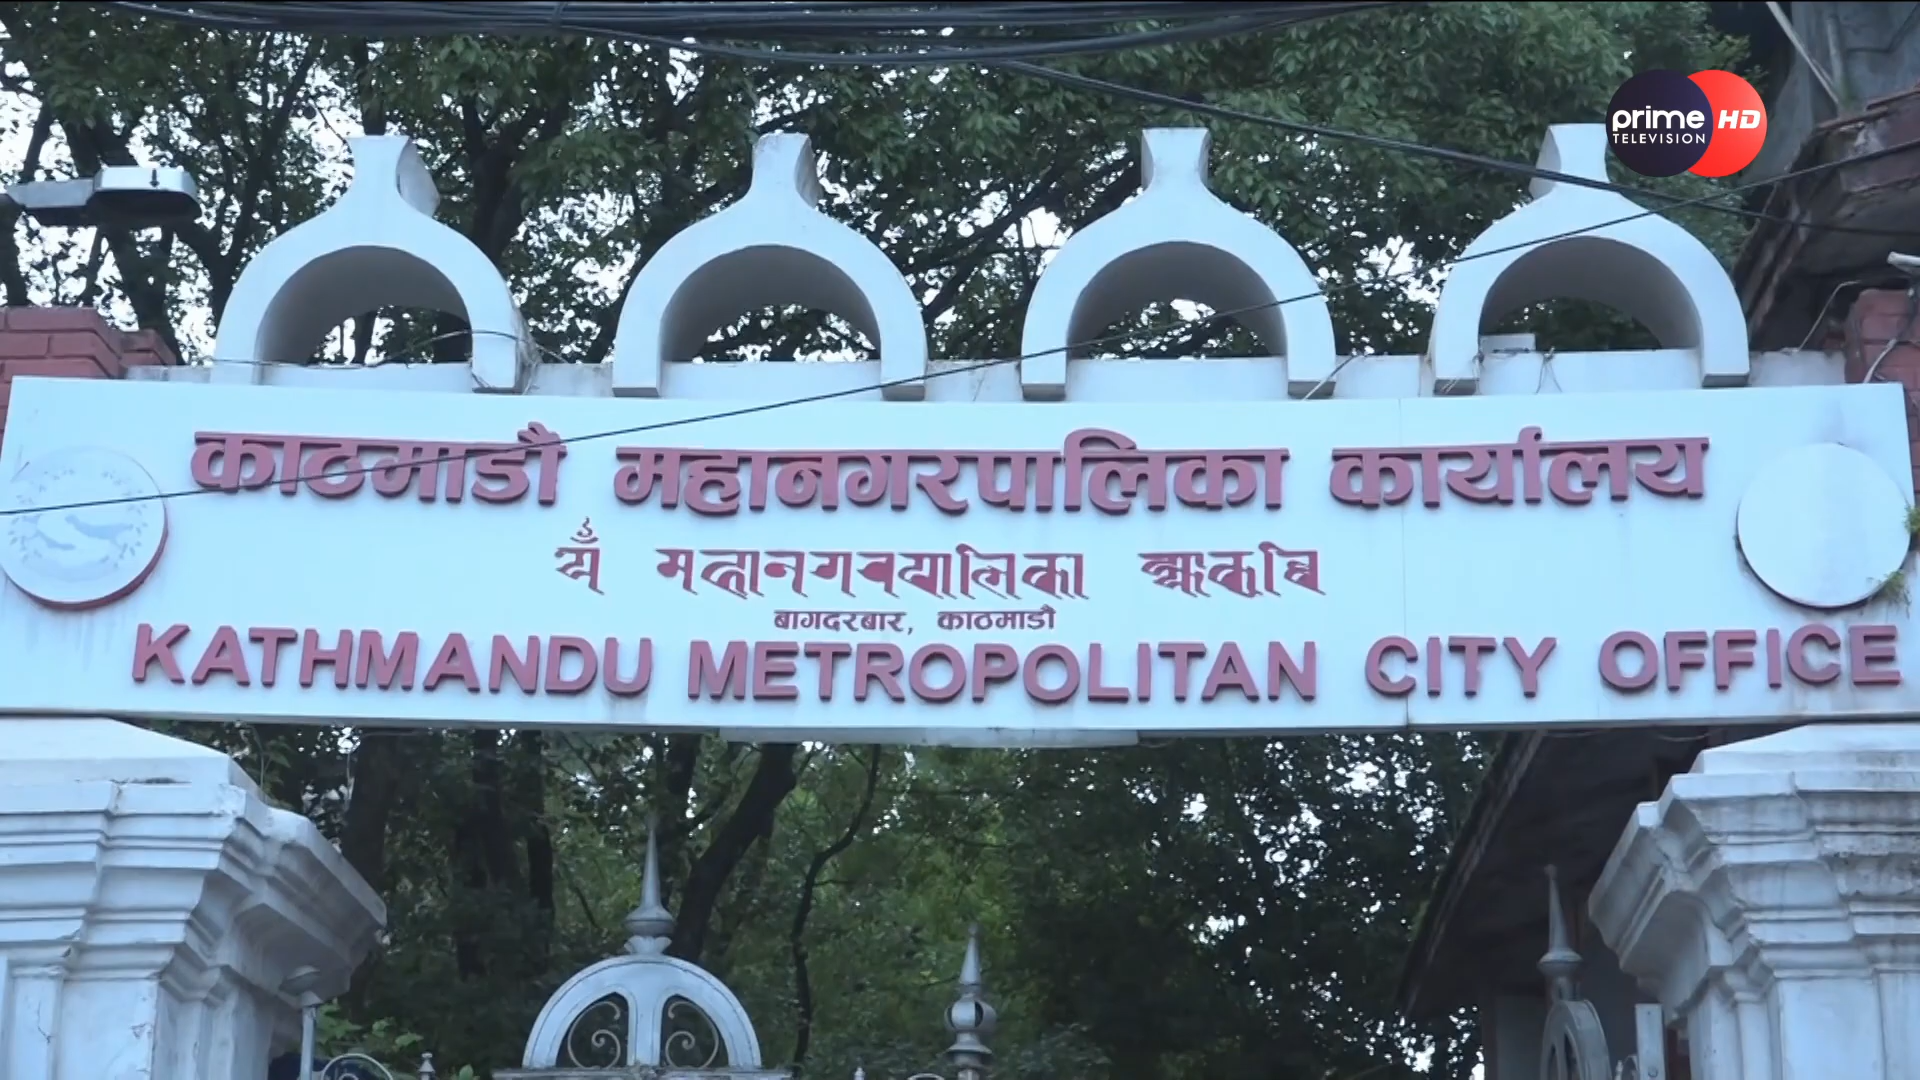 prime HD
TELEVISION
काठमाडौं महानगरपालिका कार्यालय
बागदरबार, काठमाडौं
KATHMANDU METROPOLITAN CITY OFFICE